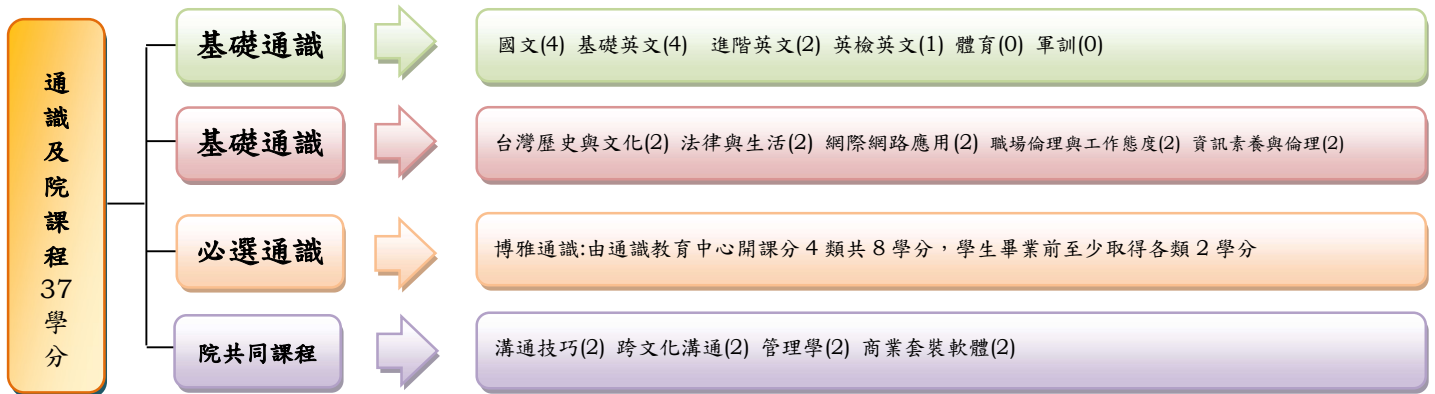 通識及院課程37學分
基礎通識
國文(4) 基礎英文(4) 進階英文(2) 英檢英文(1) 體育(0) 軍訓(0)
基礎通識
台灣歷史與文化(2) 法律與生活(2) 網際網路應用(2) 職場倫理與工作態度(2) 資訊素養與倫理(2)
必選通識
博雅通識:由通識教育中心開課分 4 類共 8 學分，學生畢業前至少取得各類 2 學分
院共同課程
溝通技巧(2) 跨文化溝通(2) 管理學(2) 商業套裝軟體(2)